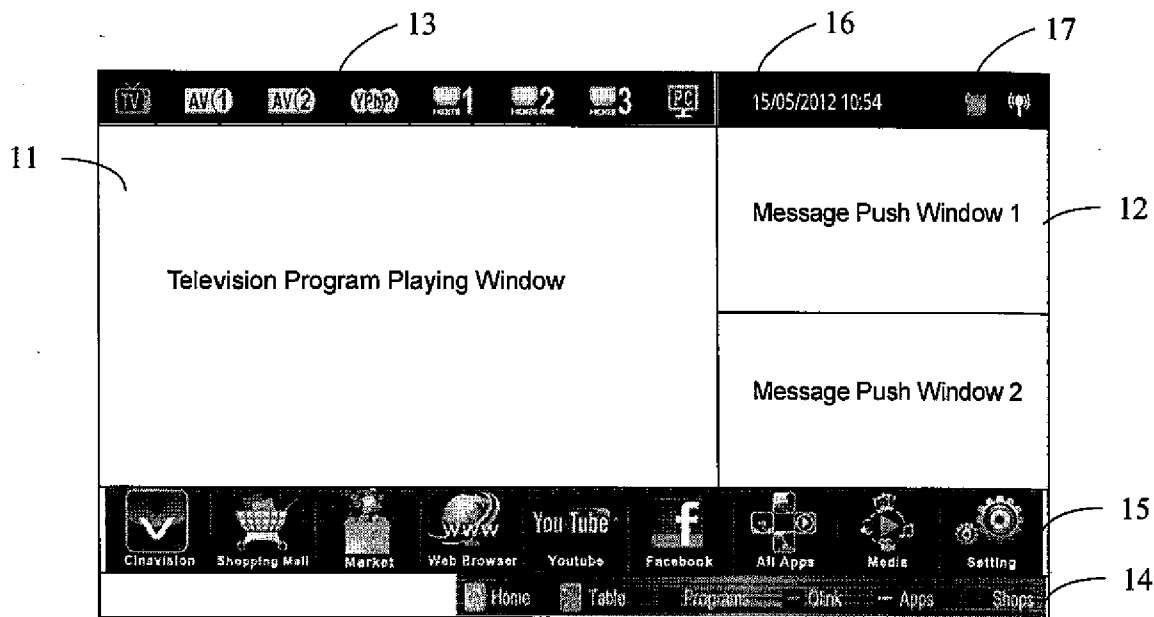 13
16
17
TV AV1 AV2 YPbPr 1 2 3 PC
15/05/2012 10:54
11
Message Push Window 1
12
Television Program Playing Window
Message Push Window 2
WWW
You Tube
f
15
Cinavision Shopping Mall Market Web Browser Youtube Facebook All Apps Media Setting
14
Home Table Programs Qlink Apps Shops